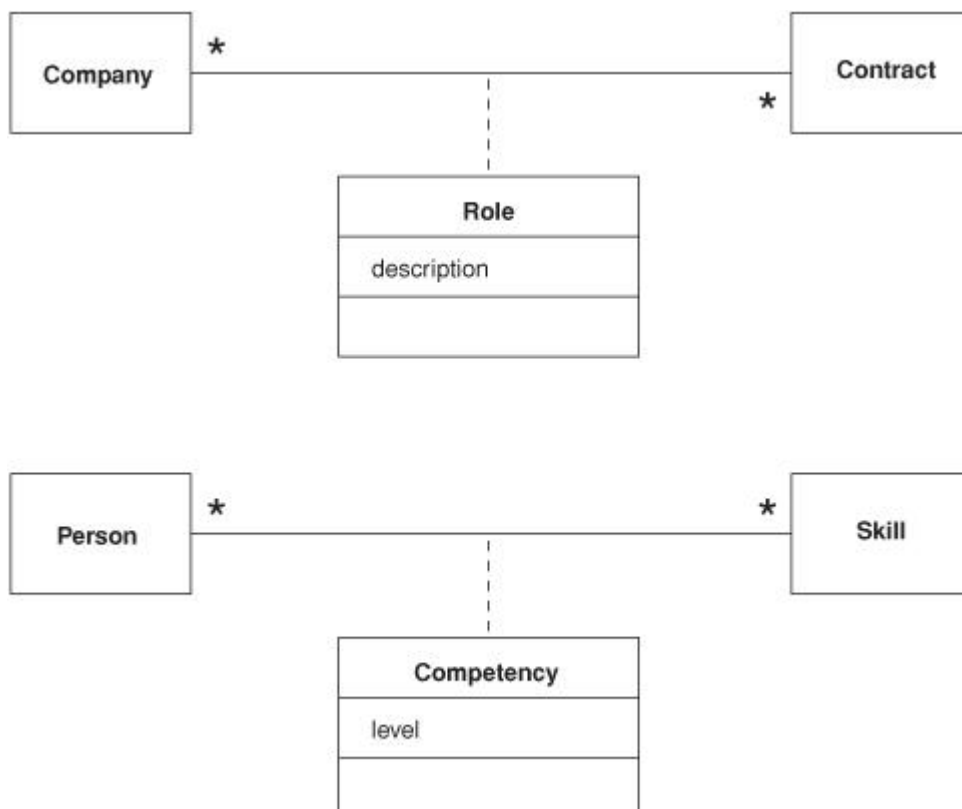 Company
*
Contract
*
Role
description
Person
*
*
Skill
Competency
level